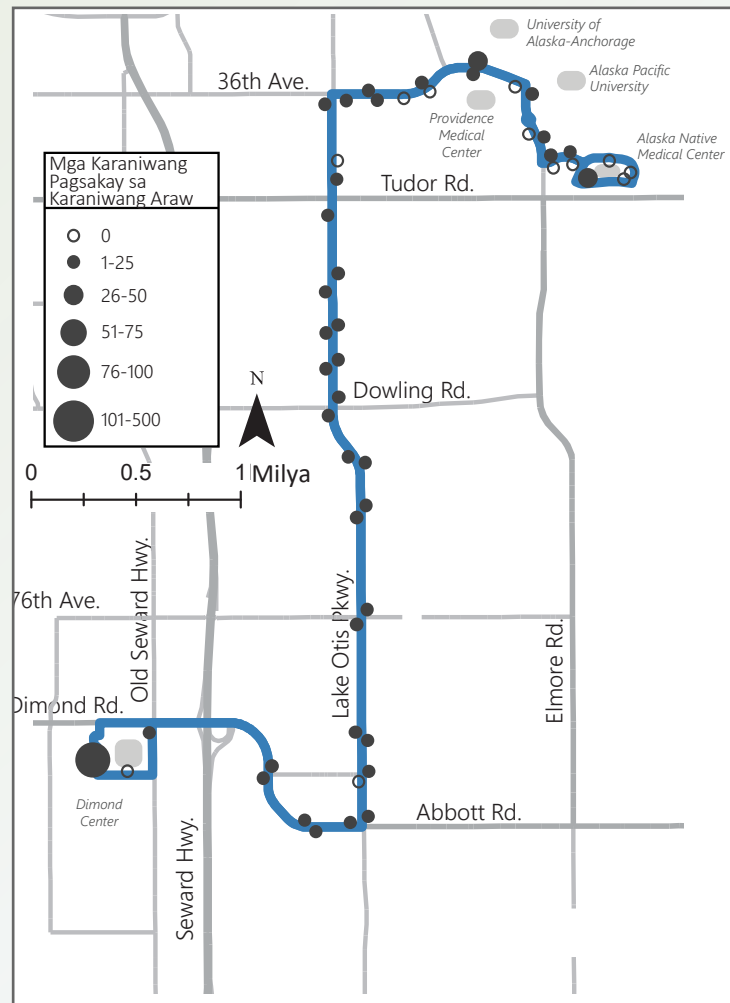 University of
Alaska-Anchorage
36th Ave.
Alaska Pacific
University
Providence
Medical
Center
Alaska Native
Medical Center
Mga Karaniwang
Pagsakay sa
Karaniwang Araw
0
1-25
26-50
51-75
76-100
101-500
Tudor Rd.
N
Dowling Rd.
0
0.5
1 Milya
76th Ave.
Old Seward Hwy.
Lake Otis Pkwy.
Elmore Rd.
Dimond Rd.
Dimond
Center
Seward Hwy.
Abbott Rd.